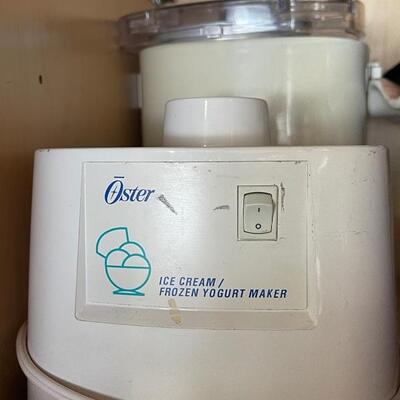 Oster
ICE CREAM /
FROZEN YOGURT MAKER